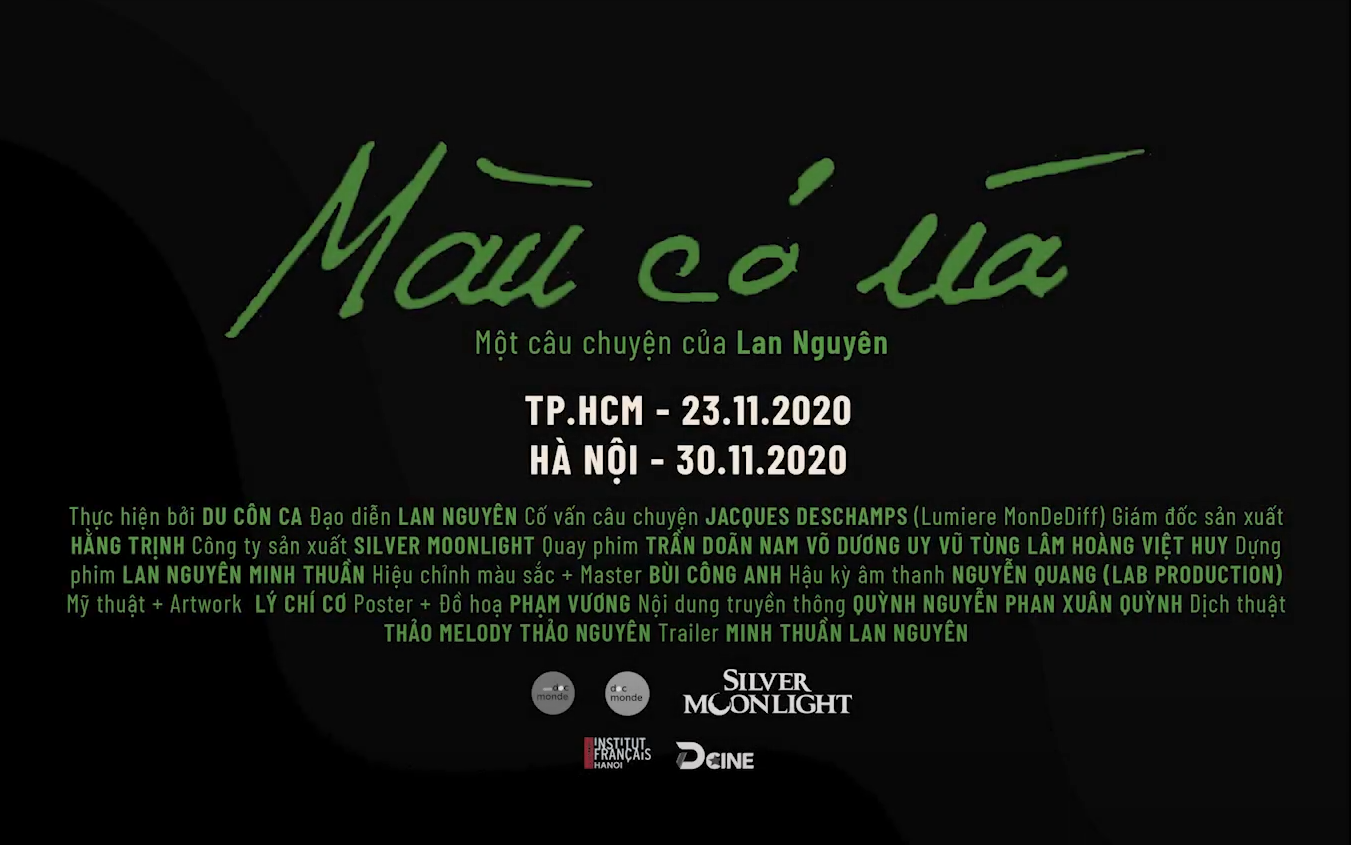 Màu cỏ úa
Một câu chuyện của Lan Nguyên
TP.HCM - 23.11.2020
HÀ NỘI - 30.11.2020
Thực hiện bởi DU CÔN CA Đạo diễn LAN NGUYÊN Cố vấn câu chuyện JACQUES DESCHAMPS (Lumiere MonDeDiff) Giám đốc sản xuất
HẰNG TRỊNH Công ty sản xuất SILVER MOONLIGHT Quay phim TRẦN DOÃN NAM VÕ DƯƠNG UY VŨ TÙNG LÂM HOÀNG VIỆT HUY Dựng
phim LAN NGUYÊN MINH THUẦN Hiệu chỉnh màu sắc + Master BÙI CÔNG ANH Hậu kỳ âm thanh NGUYỄN QUANG (LAB PRODUCTION)
Mỹ thuật + Artwork LÝ CHÍ CƠ Poster + Đồ hoạ PHẠM VƯƠNG Nội dung truyền thông QUỲNH NGUYỄN PHAN XUÂN QUỲNH Dịch thuật
THẢO MELODY THẢO NGUYÊN Trailer MINH THUẦN LAN NGUYÊN
doc
monde
doc
monde
SILVER
MOONLIGHT
INSTITUT
FRANÇAIS
HANOI
DCINE